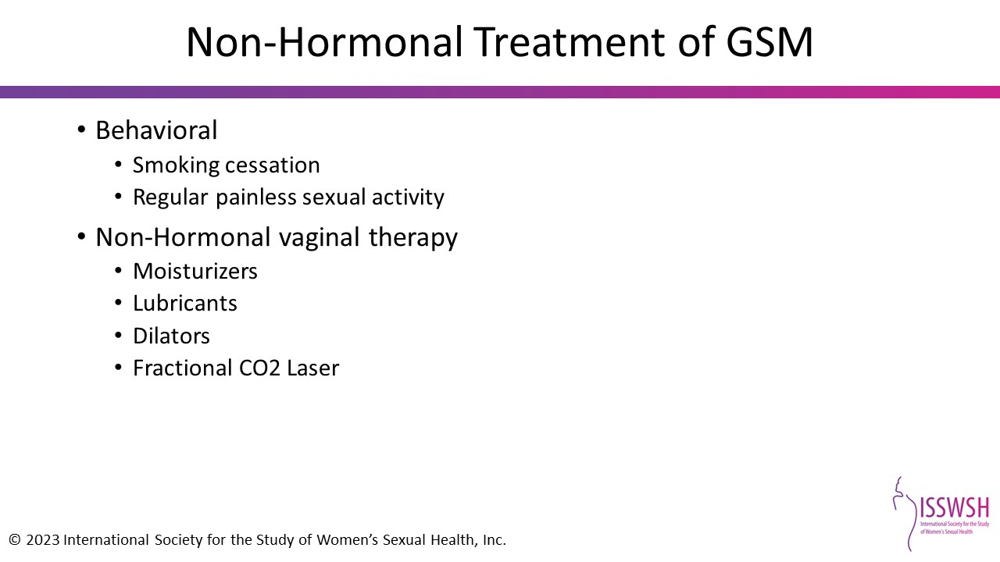 Non-Hormonal Treatment of GSM
• Behavioral
• Smoking cessation
• Regular painless sexual activity
• Non-Hormonal vaginal therapy
• Moisturizers
• Lubricants
• Dilators
• Fractional CO2 Laser
ISSWSH
International Society for the Study
of Women's Sexual Health
© 2023 International Society for the Study of Women’s Sexual Health, Inc.